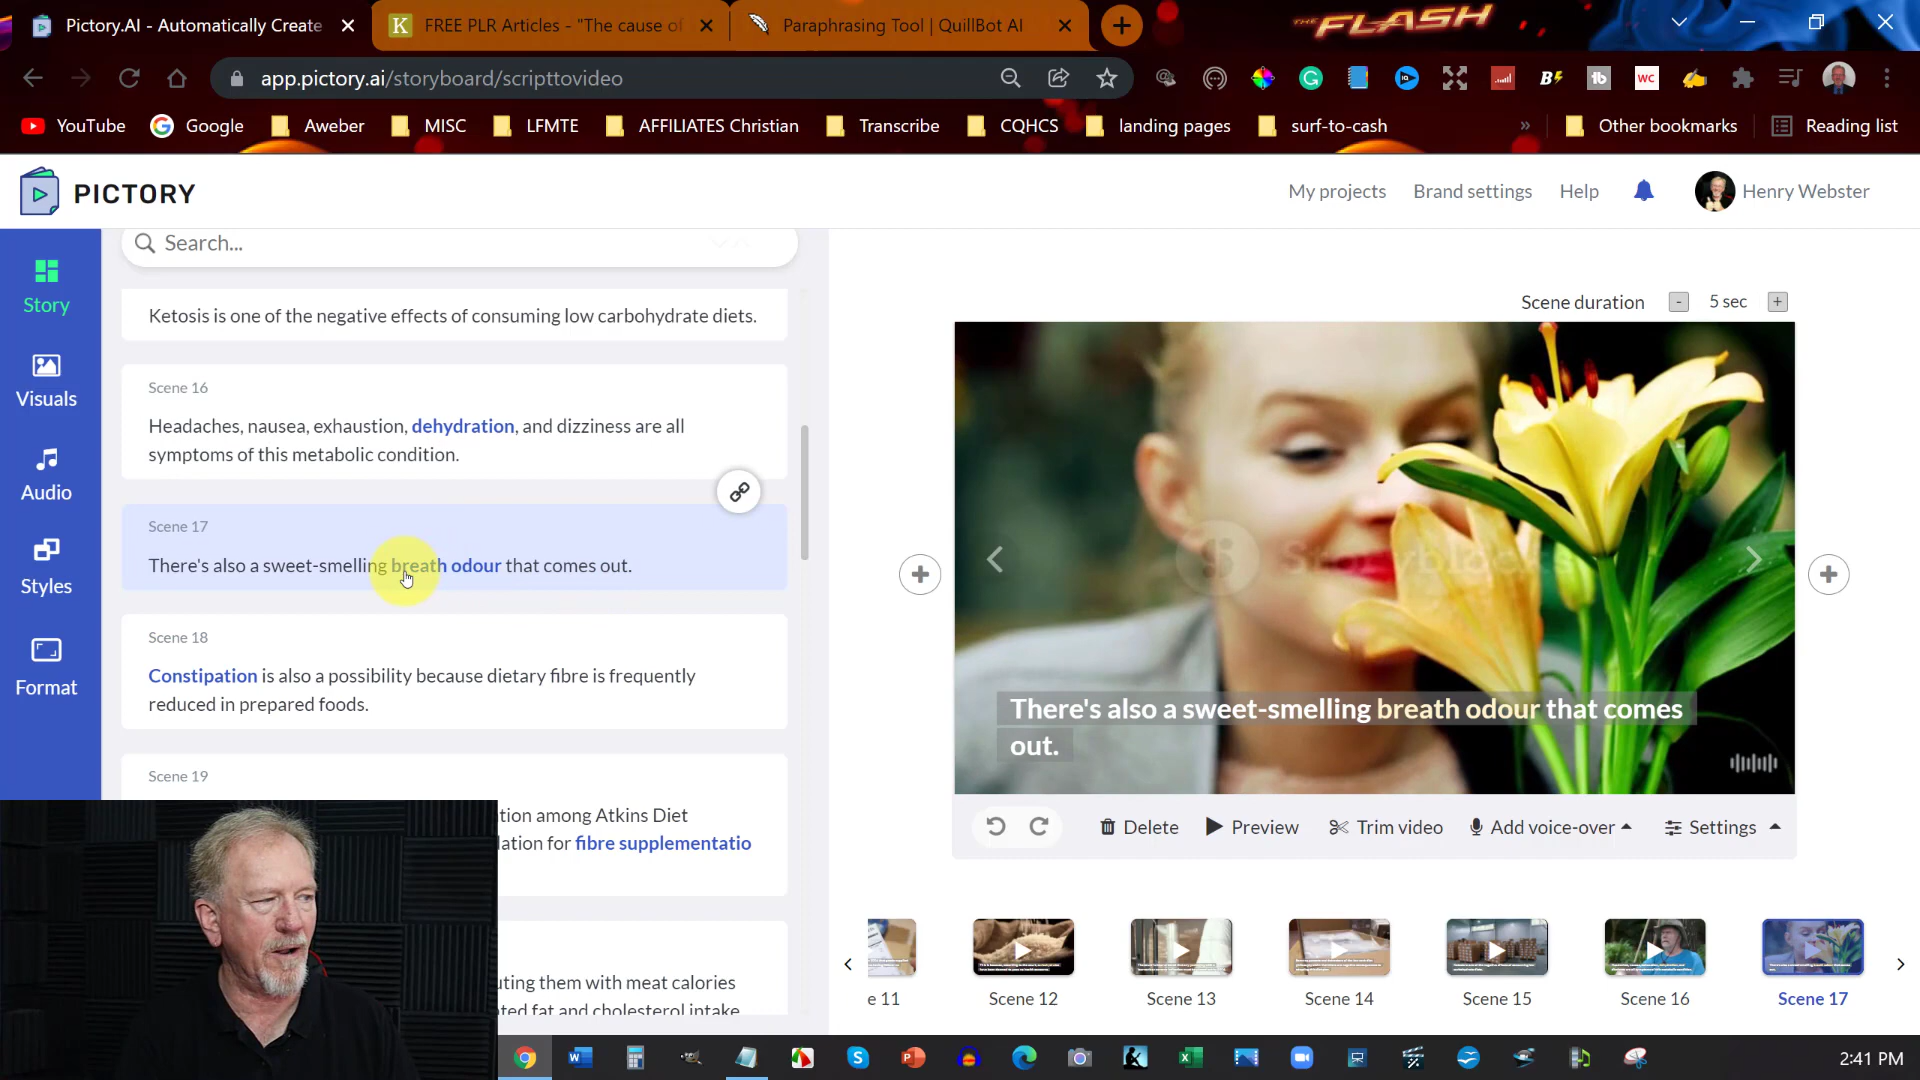 Pictory.AI - Automatically Create
FREE PLR Articles - "The cause of
Paraphrasing Tool | QuillBot AI
THE FLASH
app.pictory.ai/storyboard/scripttovideo
YouTube
Google
Aweber
MISC
LFMTE
AFFILIATES Christian
Transcribe
CQHCS
landing pages
surf-to-cash
Other bookmarks
Reading list
PICTORY
My projects
Brand settings
Help
Henry Webster
Story
Visuals
Audio
Styles
Format
Search...
Ketosis is one of the negative effects of consuming low carbohydrate diets.
Scene 16
Headaches, nausea, exhaustion, dehydration, and dizziness are all
symptoms of this metabolic condition.
Scene 17
There's also a sweet-smelling breath odour that comes out.
Scene 18
Constipation is also a possibility because dietary fibre is frequently
reduced in prepared foods.
Scene 19
tion among Atkins Diet
lation for fibre supplementatio
uting them with meat calories
ted fat and cholesterol intake
Scene duration
- 5 sec +
Storyblocks
There's also a sweet-smelling breath odour that comes
out.
Delete
Preview
Trim video
Add voice-over
Settings
e 11
Scene 12
Scene 13
Scene 14
Scene 15
Scene 16
Scene 17
2:41 PM